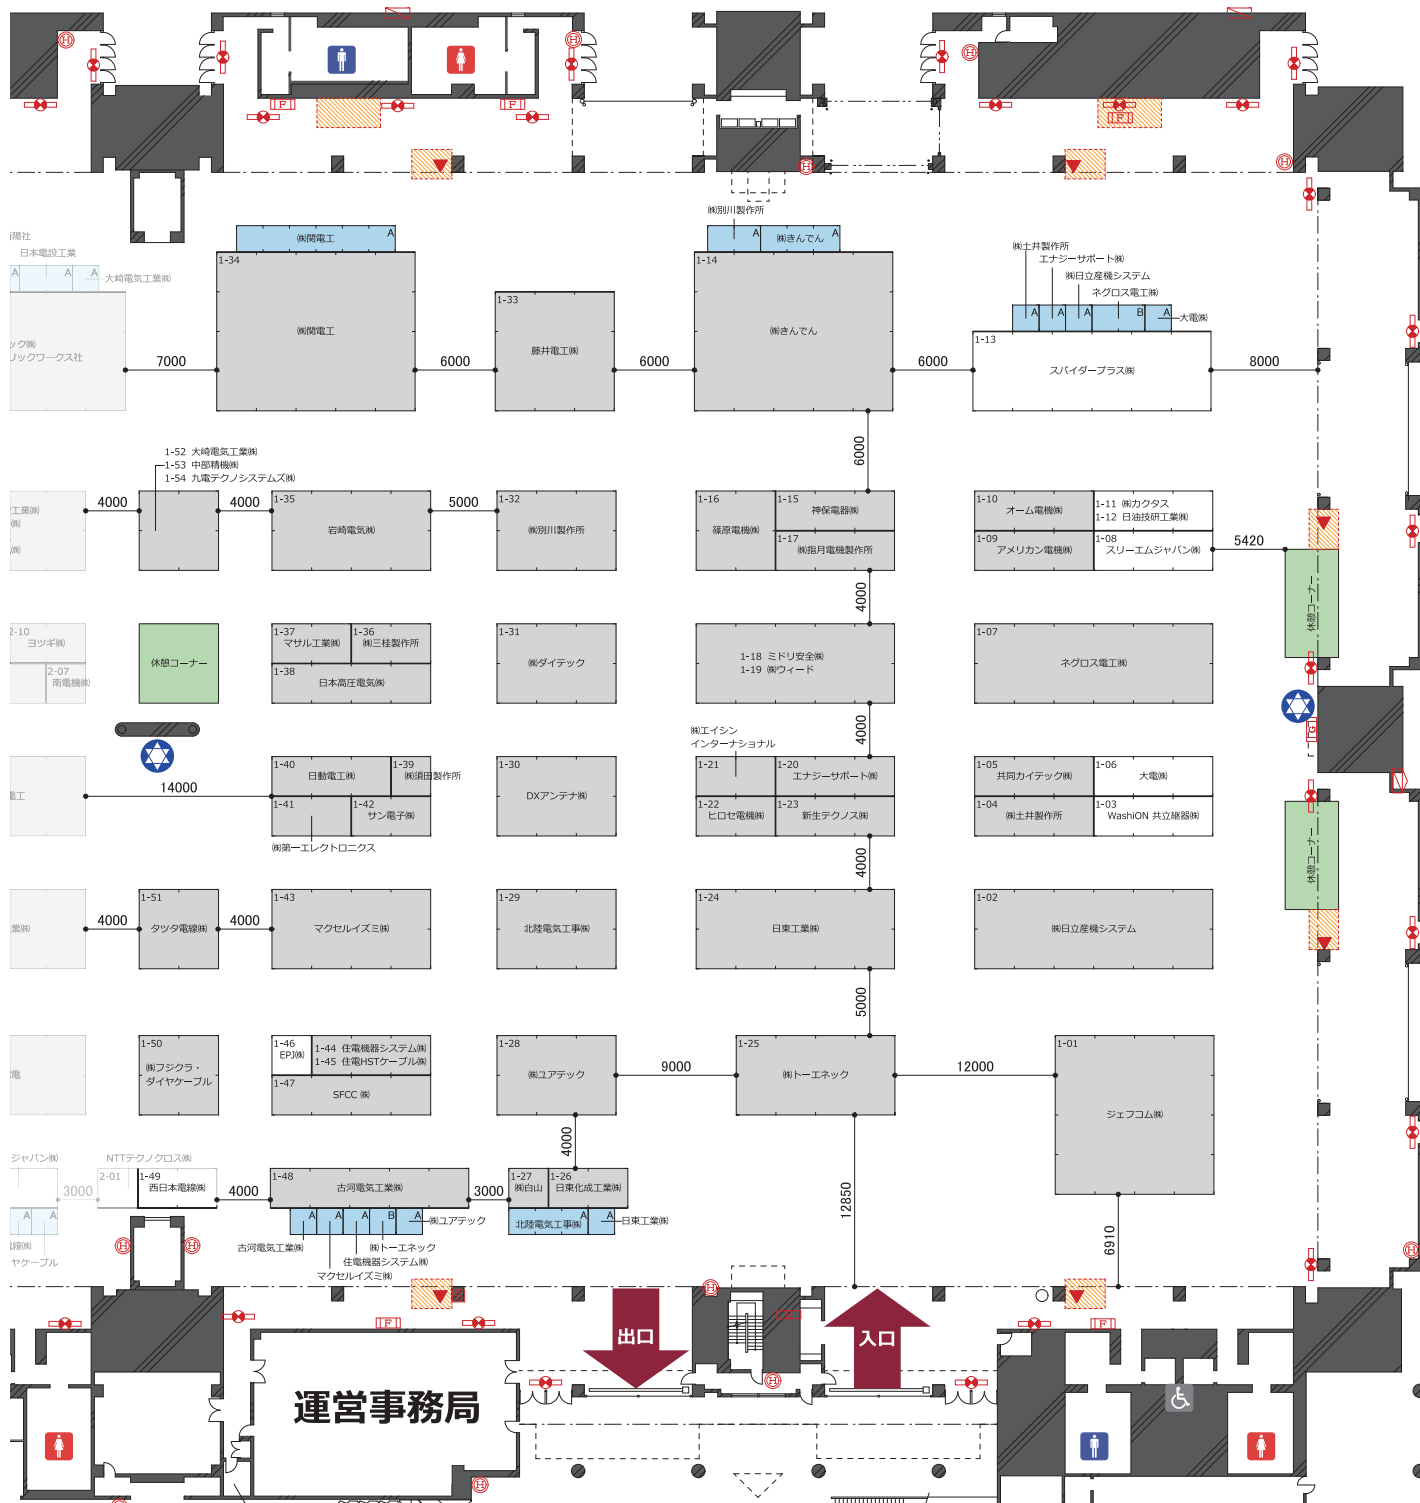 ㈱別川製作所
㈱関電工
A
1-34
㈱関電工
A
㈱きんでん
A
1-14
㈱きんでん
㈱土井製作所
エナジーサポート㈱
㈱日立産機システム
ネグロス電工㈱
A
A
A
B
A
大電㈱
1-13
スパイダープラス㈱
陽社
日本電設工業
A
A
A
大崎電気工業㈱
ック㈱
リックワークス社
1-33
藤井電工㈱
7000
6000
6000
6000
8000
6000
1-52 大崎電気工業㈱
1-53 中部精機㈱
1-54 九電テクノシステムズ㈱
工業㈱
4000
4000
1-35
岩崎電気㈱
5000
1-32
㈱別川製作所
1-16
篠原電機㈱
1-15
神保電器㈱
1-17
㈱指月電機製作所
1-10
オーム電機㈱
1-11 ㈱カクタス
1-12 日油技研工業㈱
1-09
アメリカン電機㈱
1-08
スリーエムジャパン㈱
5420
休憩コーナー
4000
2-10
ヨツギ㈱
2-07
南電機㈱
休憩コーナー
1-37
マサル工業㈱
1-36
㈱三桂製作所
1-38
日本高圧電気㈱
1-31
㈱ダイテック
1-18 ミドリ安全㈱
1-19 ㈱ウィード
1-07
ネグロス電工㈱
4000
㈱エイシン
インターナショナル
電工
14000
1-40
日動電工㈱
1-39
㈱須田製作所
1-41
1-42
サン電子㈱
㈱第一エレクトロニクス
1-30
DXアンテナ㈱
1-21
1-20
エナジーサポート㈱
1-22
ヒロセ電機㈱
1-23
新生テクノス㈱
1-05
共同カイテック㈱
1-06
大電㈱
1-04
㈱土井製作所
1-03
WashiON 共立継器㈱
G
休憩コーナー
4000
業㈱
4000
1-51
タツタ電線㈱
4000
1-43
マクセルイズミ㈱
1-29
北陸電気工事㈱
1-24
日東工業㈱
1-02
㈱日立産機システム
5000
電
1-50
㈱フジクラ・
ダイヤケーブル
1-46
EPJ㈱
1-44 住電機器システム㈱
1-45 住電HSTケーブル㈱
1-47
SFCC ㈱
1-28
㈱ユアテック
9000
1-25
㈱トーエネック
12000
1-01
ジェフコム㈱
4000
12850
6910
ジャパン㈱
3000
NTTテクノクロス㈱
2-01
1-49
西日本電線㈱
4000
1-48
古河電気工業㈱
3000
1-27
㈱白山
1-26
日東化成工業㈱
A
A
線㈱
ヤケーブル
A
A
A
B
A
㈱ユアテック
古河電気工業㈱
㈱トーエネック
住電機器システム㈱
マクセルイズミ㈱
北陸電気工事㈱
A
A
日東工業㈱
出口
入口
運営事務局